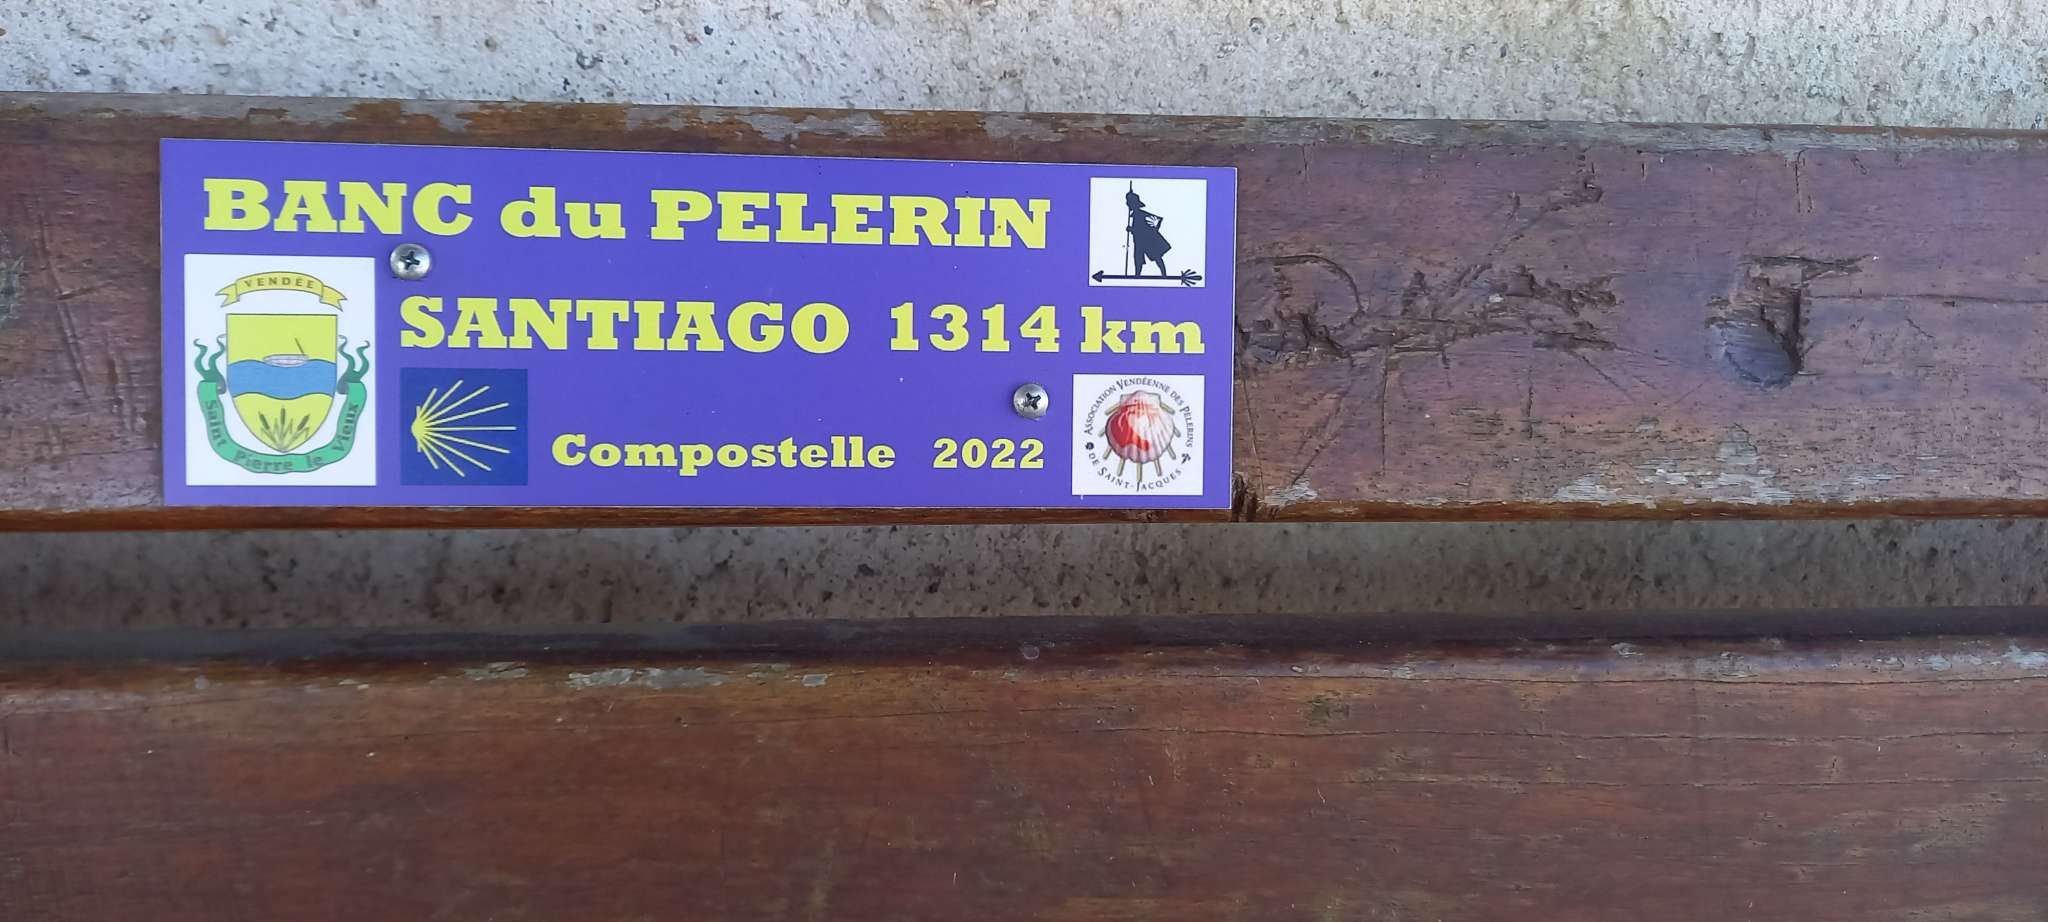 BANC du PELERIN
VENDÉE
Saint Pierre le Vieux
SANTIAGO 1314 km
Compostelle 2022
ASSOCIATION VENDÉENNE DES PELERINS
DE SAINT-JACQUES